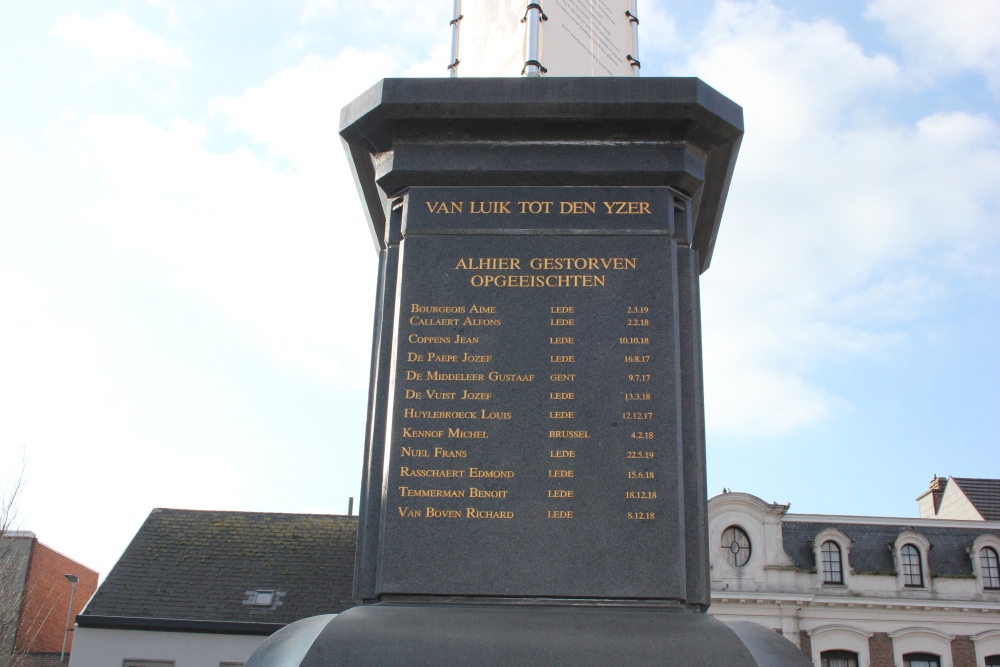 VAN LUIK TOT DEN YZER
ALHIER GESTORVEN
OPGEEISCHTEN
BOURGEOIS AIME LEDE 2.3.19
CALLAERT ALFONS LEDE 2.2.18
COPPENS JEAN LEDE 10.10.18
DE PAEPE JOZEF LEDE 16.8.17
DE MIDDELEER GUSTAAF GENT 9.7.17
DE VUIST JOZEF LEDE 13.3.18
HUYLEBROECK LOUIS LEDE 12.12.17
KENNOF MICHEL BRUSSEL 4.2.18
NUEL FRANS LEDE 22.5.19
RASSCHAERT EDMOND LEDE 15.6.18
TEMMERMAN BENOIT LEDE 18.12.18
VAN BOVEN RICHARD LEDE 8.12.18